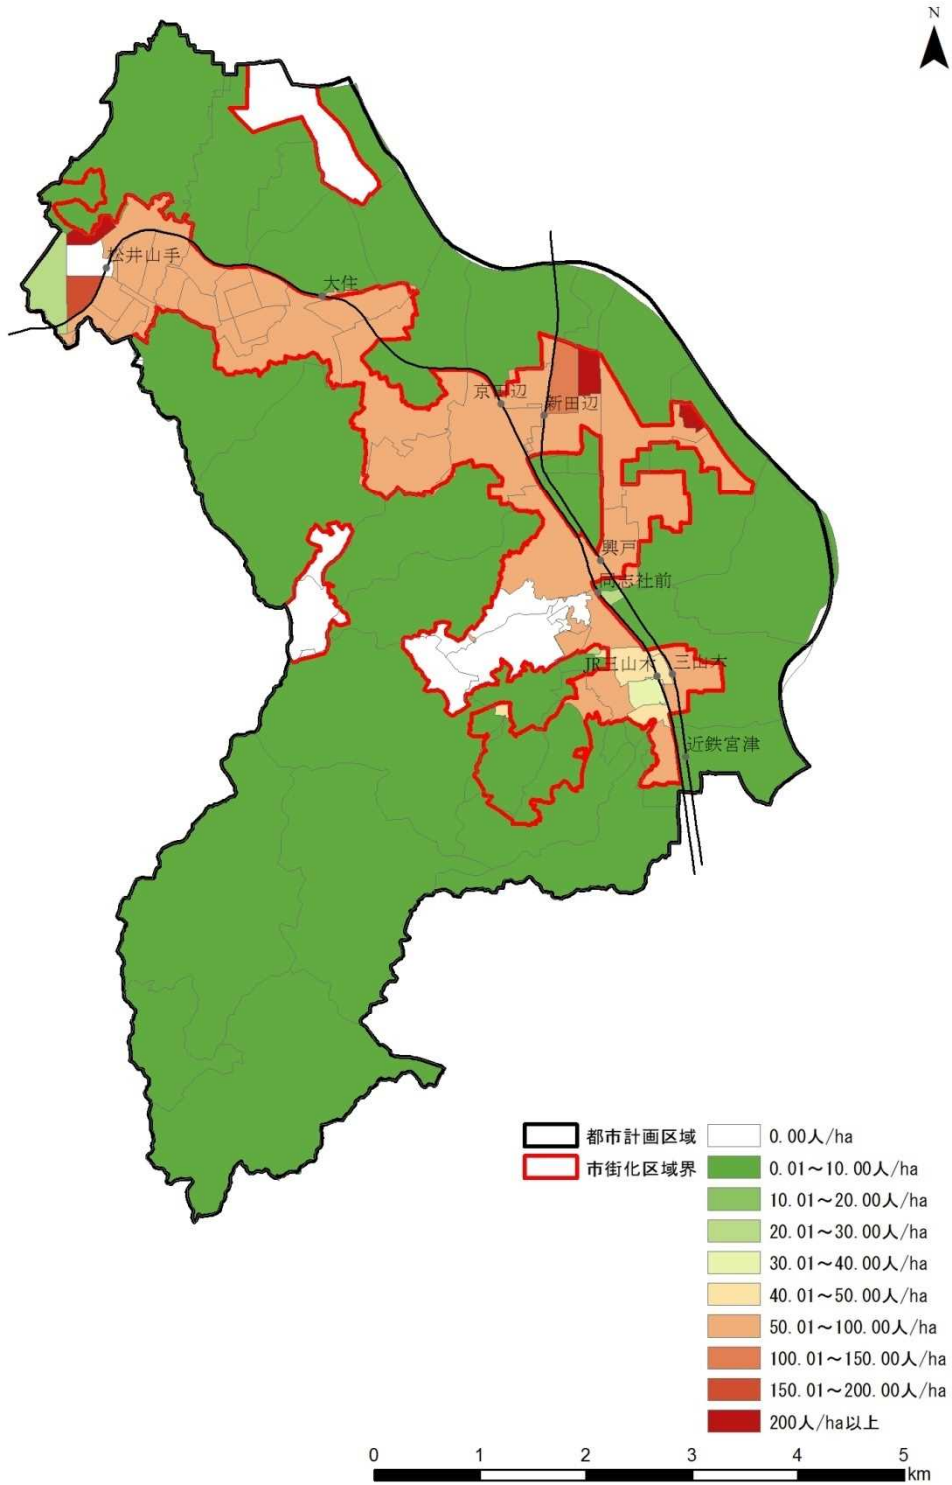 N
松井山手
大住
京田辺
新田辺
興戸
同志社前
JR三山木
三山木
近鉄宮津
都市計画区域
市街化区域界
0.00人/ha
0.01～10.00人/ha
10.01～20.00人/ha
20.01～30.00人/ha
30.01～40.00人/ha
40.01～50.00人/ha
50.01～100.00人/ha
100.01～150.00人/ha
150.01～200.00人/ha
200人/ha以上
0 1 2 3 4 5
km